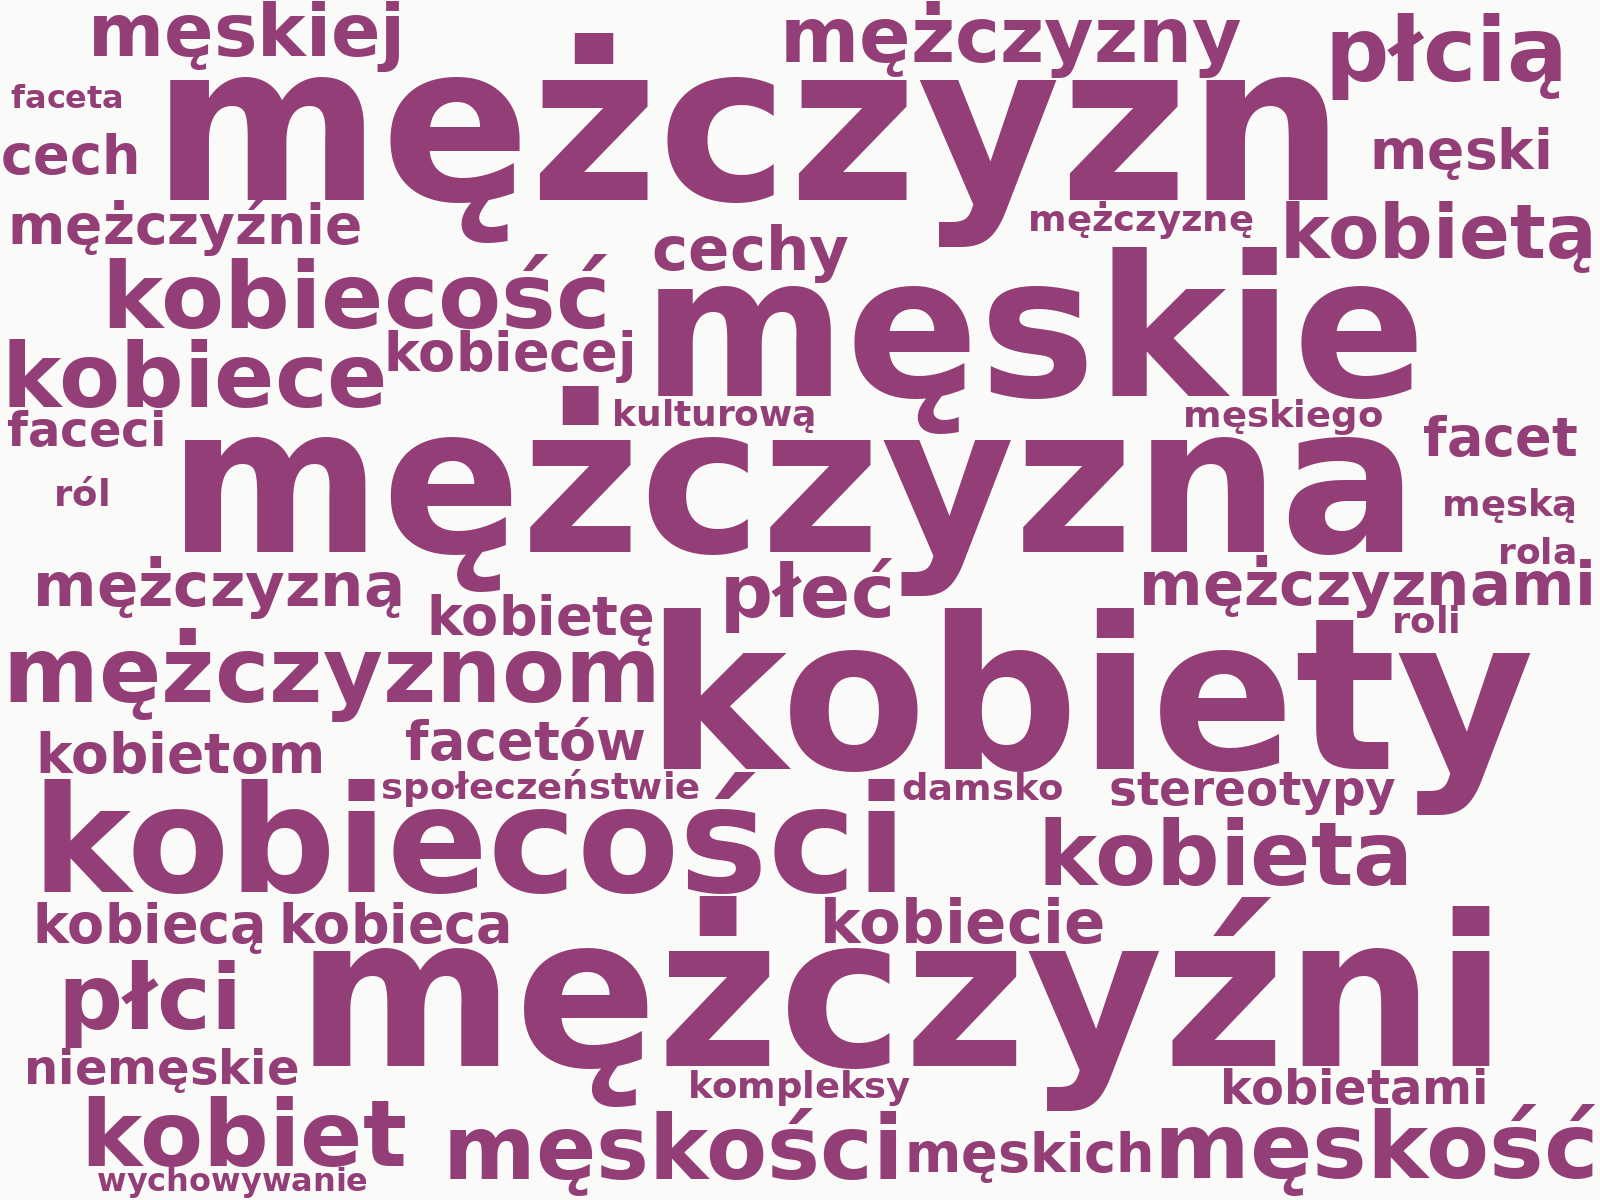 męskiej
mężczyzny
płcią
faceta
mężczyzn
cech
męski
mężczyźnie
mężczyznę
kobietą
cechy
kobiecość
męskie
kobiecej
kobiece
kulturową
męskiego
faceci
mężczyzna
facet
ról
męską
rola
mężczyzną
płeć
mężczyznami
kobietę
roli
mężczyznom
kobiety
kobietom
facetów
społeczeństwie
damsko
stereotypy
kobiecości
kobieta
kobiecą
kobieca
kobiecie
płci
mężczyźni
niemęskie
kompleksy
kobietami
kobiet
męskości
męskich
męskość
wychowywanie